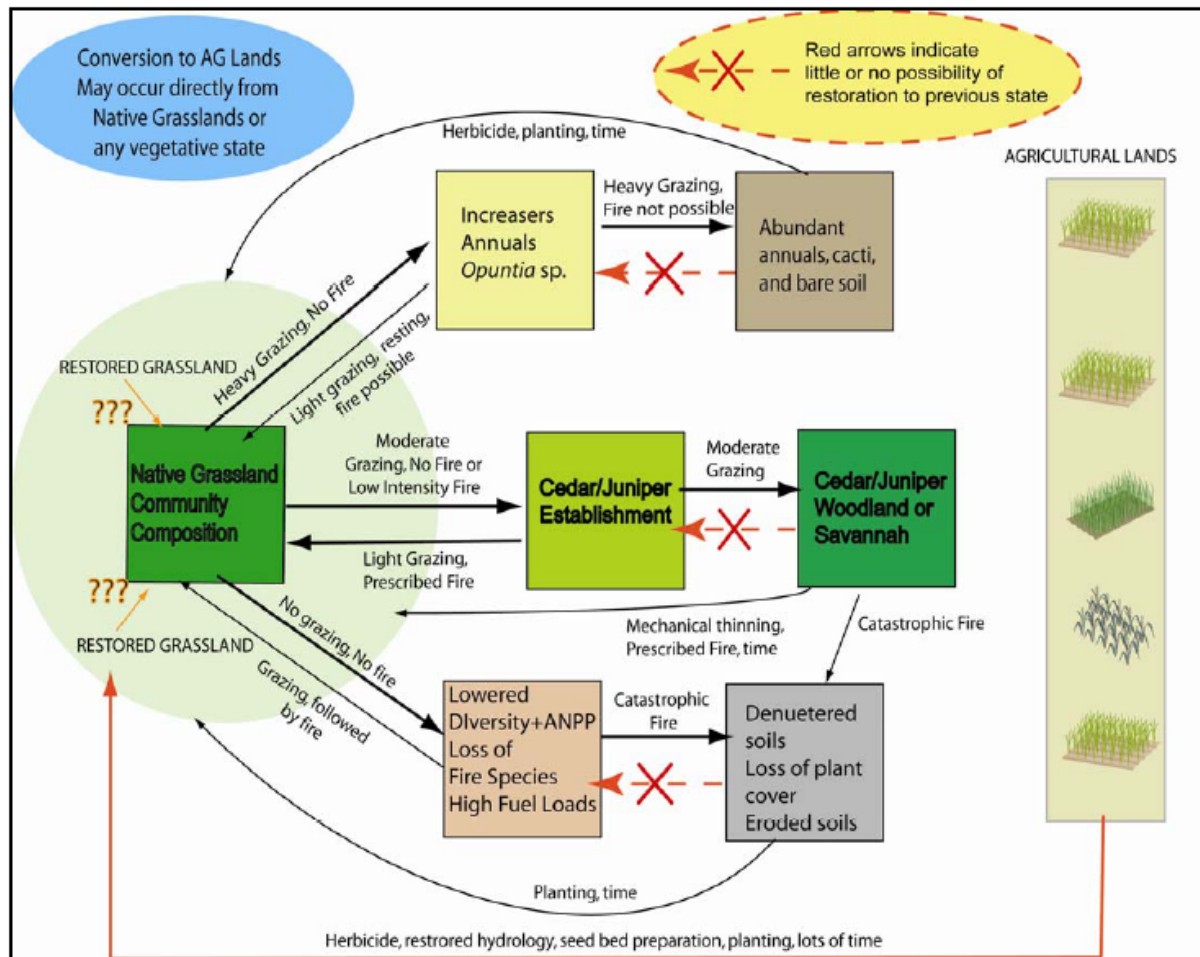 Conversion to AG Lands
May occur directly from
Native Grasslands or
any vegetative state
Red arrows indicate
little or no possibility of
restoration to previous state
Herbicide, planting, time
AGRICULTURAL LANDS
Increasers
Annuals
Opuntia sp.
Heavy Grazing,
Fire not possible
Abundant
annuals, cacti,
and bare soil
Heavy Grazing, No Fire
Light grazing, resting,
fire possible
RESTORED GRASSLAND
???
Native Grassland
Community
Composition
Moderate
Grazing, No Fire or
Low Intensity Fire
Light Grazing,
Prescribed Fire
Cedar/Juniper
Establishment
Moderate
Grazing
Cedar/Juniper
Woodland or
Savannah
???
RESTORED GRASSLAND
No grazing, No fire
Grazing, followed
by fire
Mechanical thinning,
Prescribed Fire, time
Catastrophic Fire
Lowered
DIversity+ANPP
Loss of
Fire Species
High Fuel Loads
Catastrophic
Fire
Denuetered
soils
Loss of plant
cover
Eroded soils
Planting, time
Herbicide, restrored hydrology, seed bed preparation, planting, lots of time